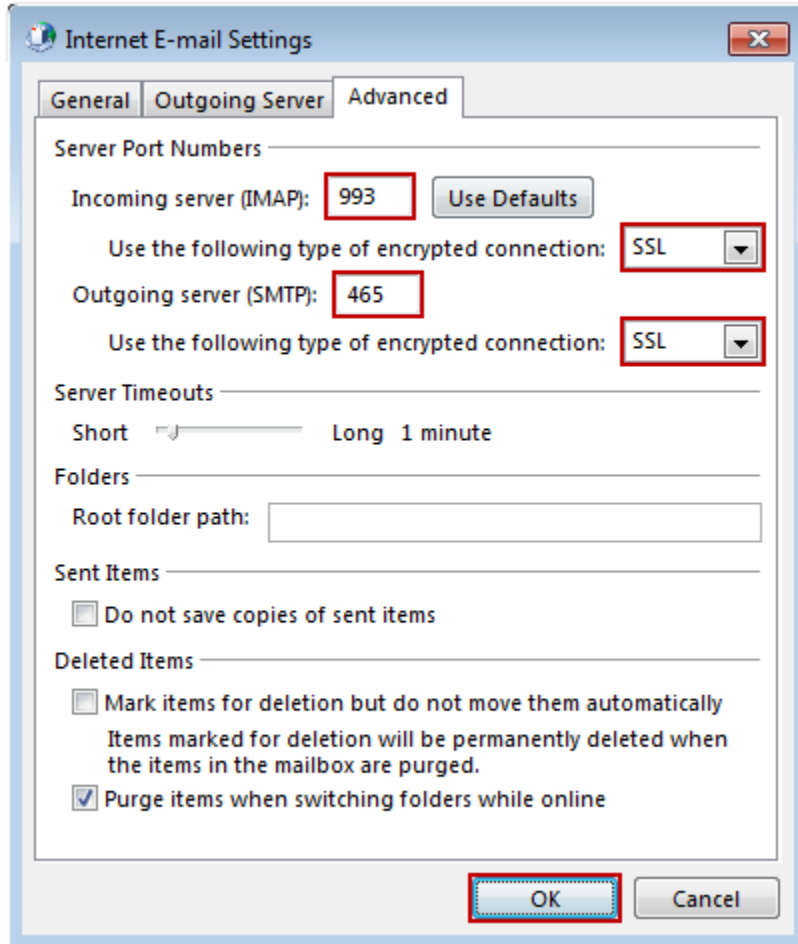 Internet E-mail Settings
General Outgoing Server Advanced
Server Port Numbers
Incoming server (IMAP): 993 Use Defaults
Use the following type of encrypted connection: SSL
Outgoing server (SMTP): 465
Use the following type of encrypted connection: SSL
Server Timeouts
Short Long 1 minute
Folders
Root folder path:
Sent Items
Do not save copies of sent items
Deleted Items
Mark items for deletion but do not move them automatically
Items marked for deletion will be permanently deleted when
the items in the mailbox are purged.
Purge items when switching folders while online
OK Cancel